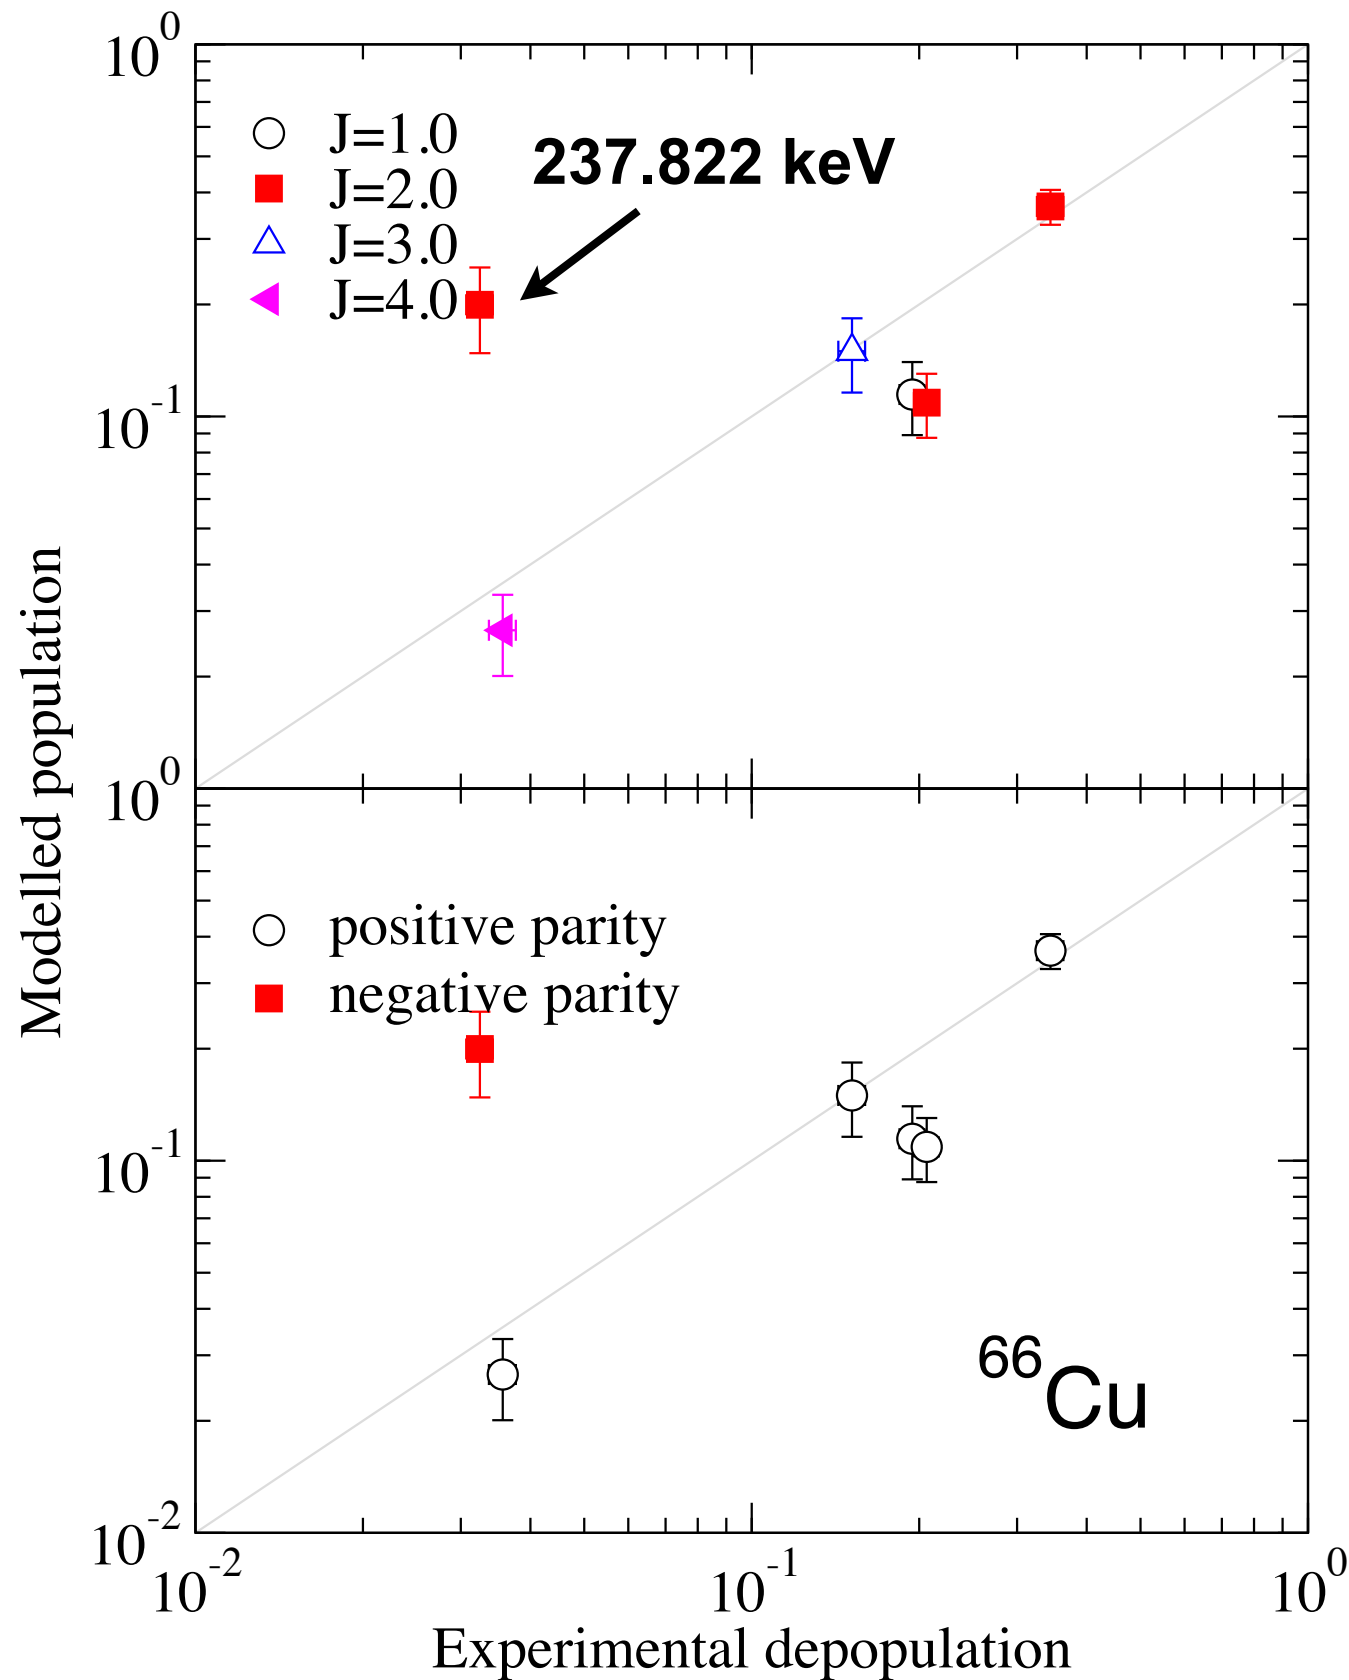 10^0
J=1.0
237.822 keV
J=2.0
J=3.0
J=4.0
10^-1
Modelled population
10^0
positive parity
negative parity
10^-1
^66Cu
10^-2
10^-2 10^-1 10^0
Experimental depopulation